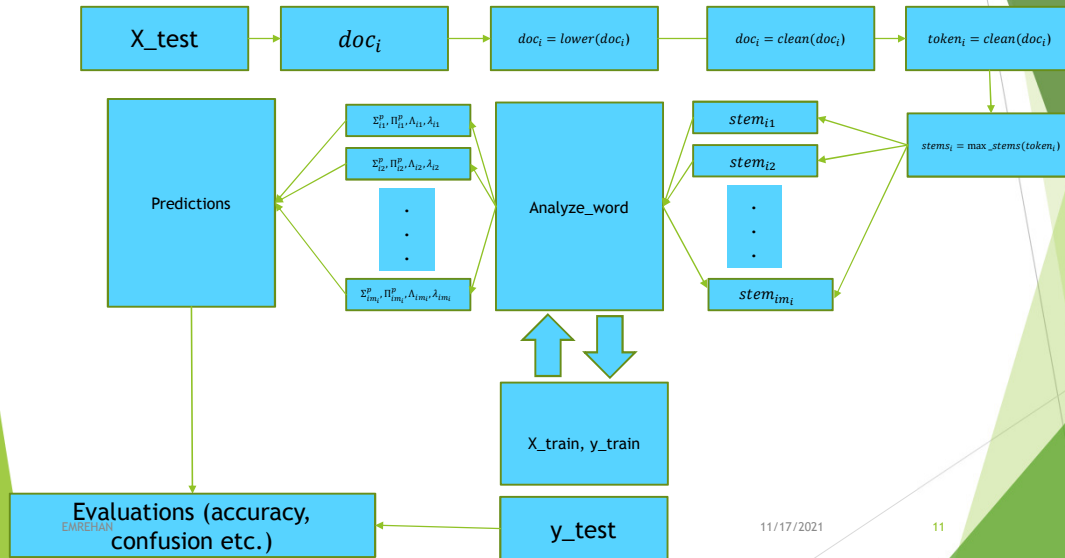 X_test
doc_i
doc_i = lower(doc_i)
doc_i = clean(doc_i)
token_i = clean(doc_i)
Predictions
Σ^p_{i1}, Π^p_{i1}, Λ_{i1}, λ_{i1}
Σ^p_{i2}, Π^p_{i2}, Λ_{i2}, λ_{i2}
.
.
.
Σ^p_{im_i}, Π^p_{im_i}, Λ_{im_i}, λ_{im_i}
Analyze_word
stem_{i1}
stem_{i2}
.
.
.
stem_{im_i}
stems_i = max _stems(token_i)
X_train, y_train
Evaluations (accuracy,
confusion etc.)
EMREHAN
y_test
11/17/2021
11